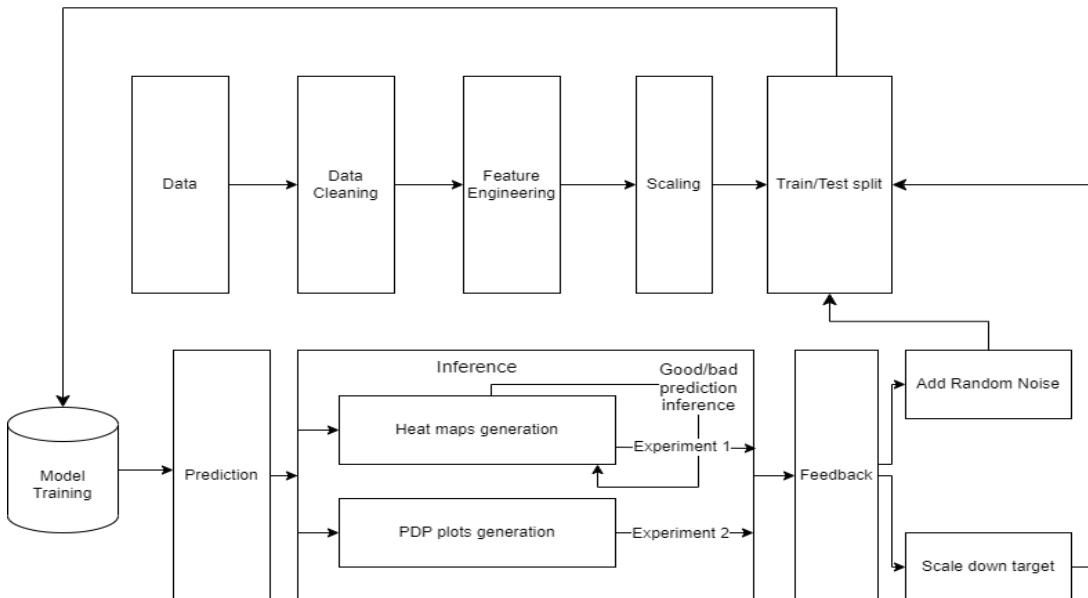 Data
Data
Cleaning
Feature
Engineering
Scaling
Train/Test split
Model
Training
Prediction
Inference
Heat maps generation
Good/bad
prediction
inference
Experiment 1
PDP plots generation
Experiment 2
Feedback
Add Random Noise
Scale down target